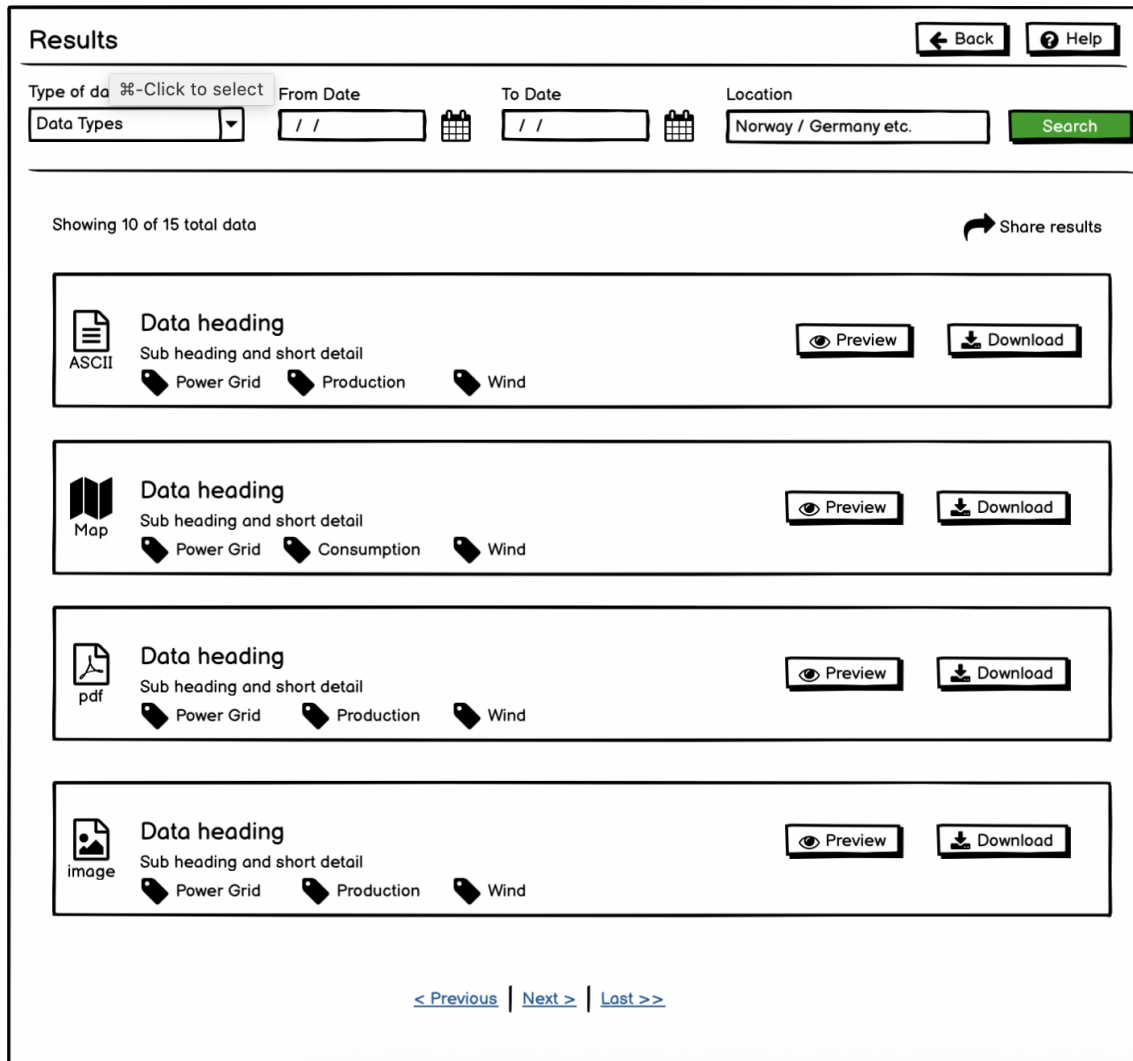 Results
Back
Help
Type of da
⌘-Click to select
From Date
To Date
Location
Data Types
/ /
/ /
Norway / Germany etc.
Search
Showing 10 of 15 total data
Share results
ASCII
Data heading
Sub heading and short detail
Power Grid Production Wind
Preview
Download
Map
Data heading
Sub heading and short detail
Power Grid Consumption Wind
Preview
Download
pdf
Data heading
Sub heading and short detail
Power Grid Production Wind
Preview
Download
image
Data heading
Sub heading and short detail
Power Grid Production Wind
Preview
Download
< Previous | Next > | Last >>